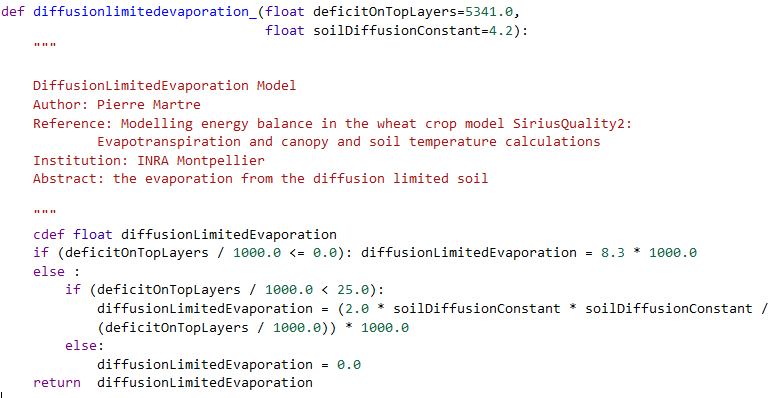 def diffusionlimitedevaporation_(float deficitOnTopLayers=5341.0,
                                 float soilDiffusionConstant=4.2):
    """

    DiffusionLimitedEvaporation Model
    Author: Pierre Martre
    Reference: Modelling energy balance in the wheat crop model SiriusQuality2:
            Evapotranspiration and canopy and soil temperature calculations
    Institution: INRA Montpellier
    Abstract: the evaporation from the diffusion limited soil

    """
    cdef float diffusionLimitedEvaporation
    if (deficitOnTopLayers / 1000.0 <= 0.0): diffusionLimitedEvaporation = 8.3 * 1000.0
    else :
        if (deficitOnTopLayers / 1000.0 < 25.0):
            diffusionLimitedEvaporation = (2.0 * soilDiffusionConstant * soilDiffusionConstant /
            (deficitOnTopLayers / 1000.0)) * 1000.0
        else:
            diffusionLimitedEvaporation = 0.0
    return  diffusionLimitedEvaporation